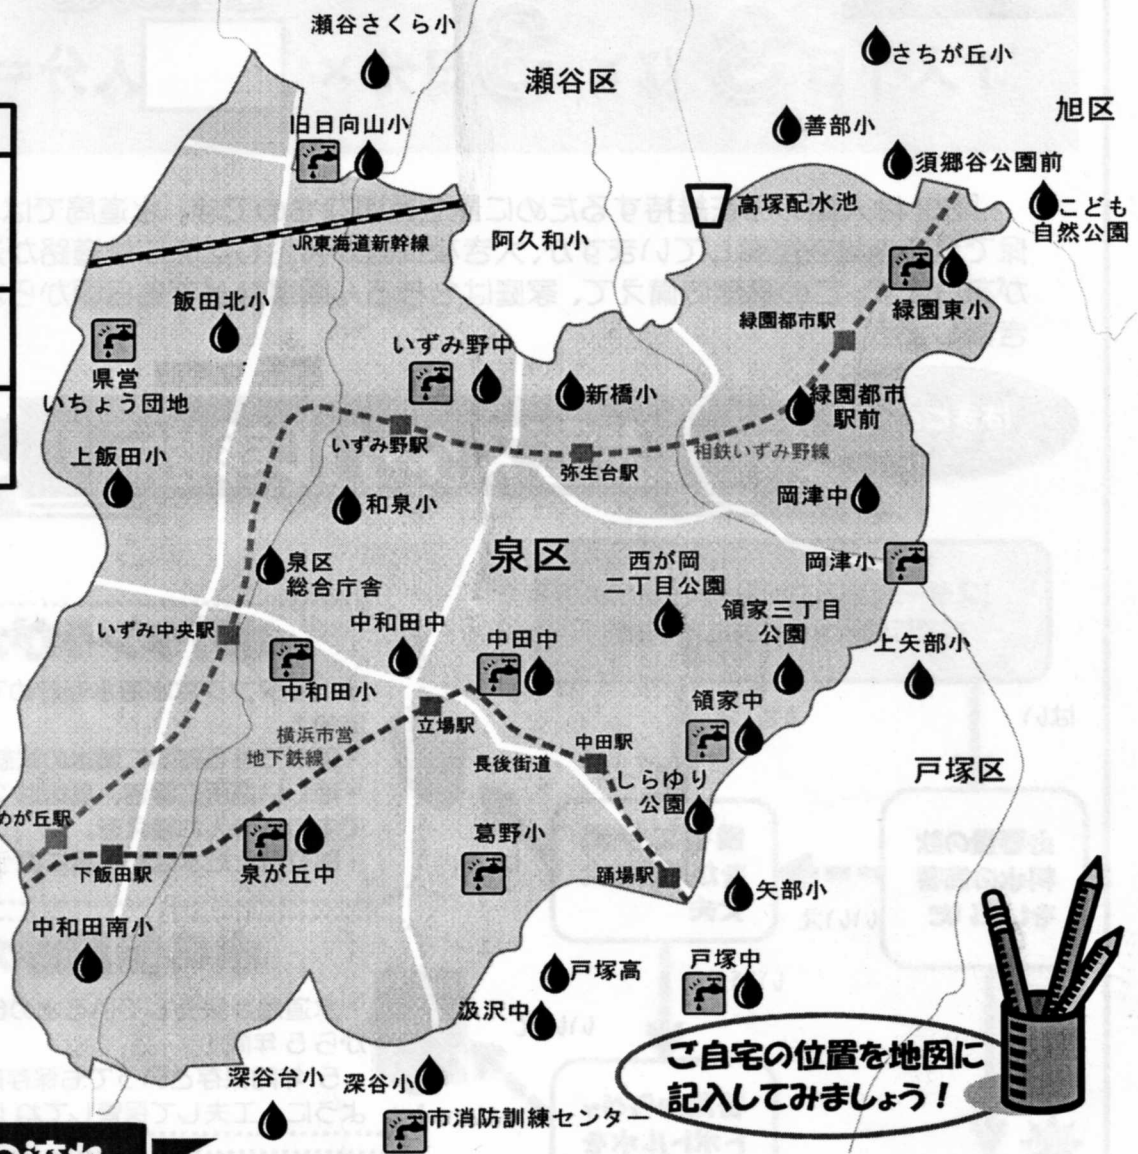 瀬谷さくら小
瀬谷区
さちが丘小
旭区
旧日向山小
善部小
須郷谷公園前
高塚配水池
こども
自然公園
JR東海道新幹線
阿久和小
飯田北小
緑園東小
緑園都市駅
いずみ野中
県営
いちょう団地
新橋小
緑園都市
駅前
いずみ野駅
相鉄いずみ野線
上飯田小
弥生台駅
岡津中
和泉小
泉区
泉区
総合庁舎
西が岡
二丁目公園
岡津小
領家三丁目
公園
いずみ中央駅
中和田中
中田中
上矢部小
中和田小
領家中
立場駅
横浜市営
地下鉄線
中田駅
長後街道
しらゆり
公園
戸塚区
めが丘駅
葛野小
下飯田駅
泉が丘中
踊場駅
矢部小
中和田南小
戸塚高
戸塚中
汲沢中
ご自宅の位置を地図に
記入してみましょう!
深谷台小
深谷小
市消防訓練センター